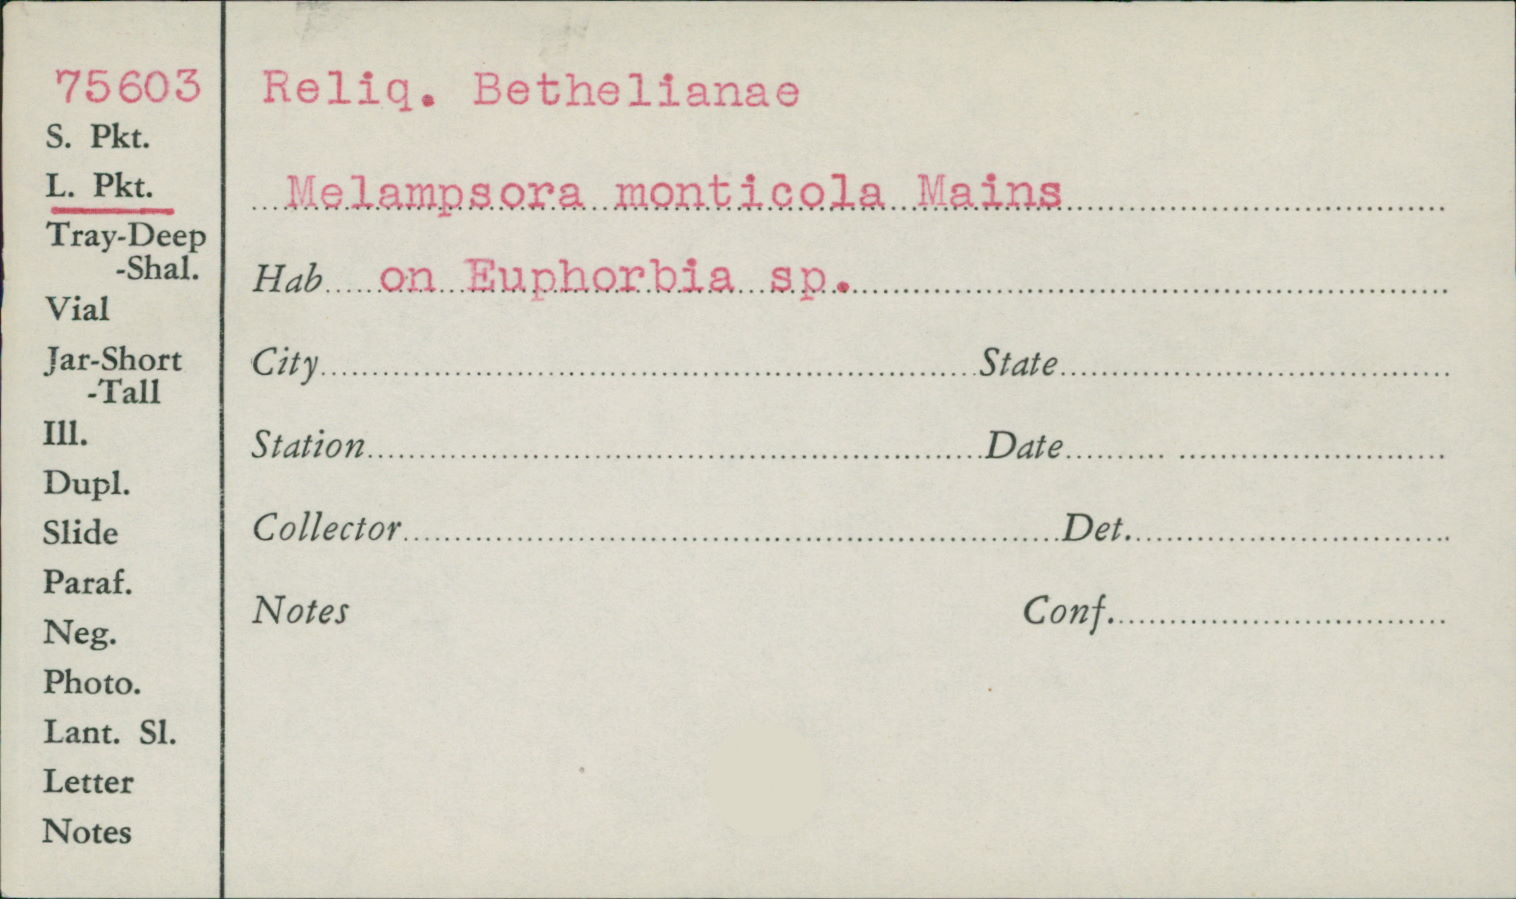 75603
S. Pkt.
L. Pkt.
Tray-Deep
-Shal.
Vial
Jar-Short
-Tall
Ill.
Dupl.
Slide
Paraf.
Neg.
Photo.
Lant. Sl.
Letter
Notes
Reliq. Bethelianae
Melampsora monticola Mains
Hab on Euphorbia sp.
City State
Station Date
Collector Det.
Notes Conf.